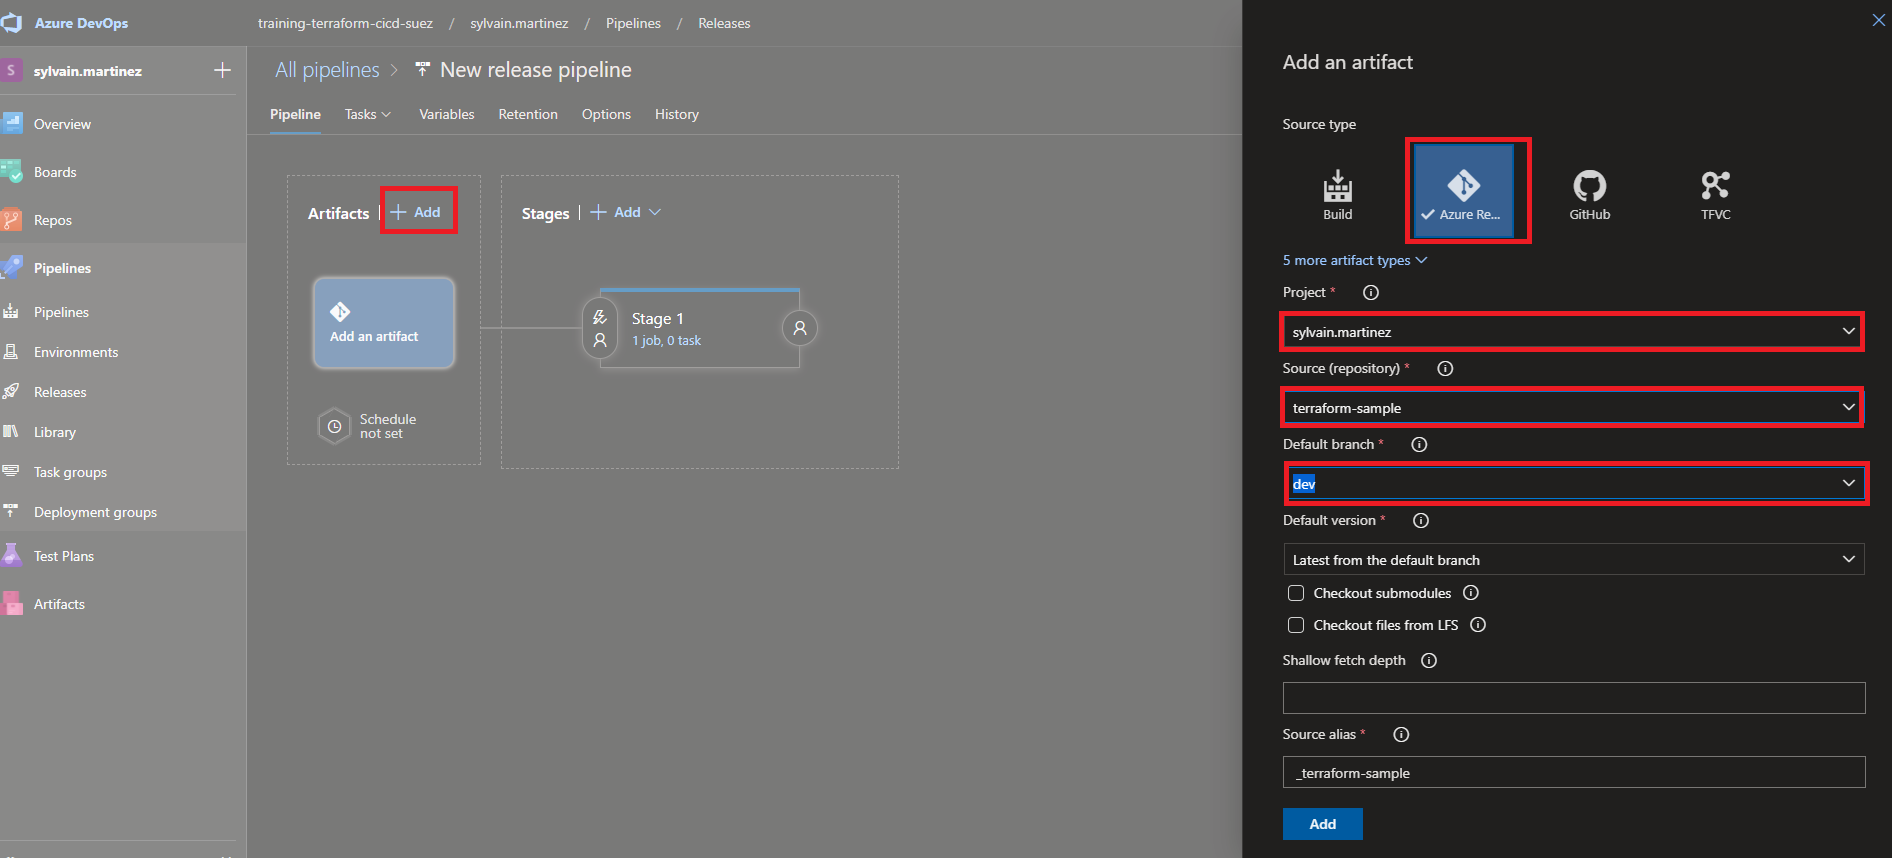 Azure DevOps
training-terraform-cicd-suez / sylvain.martinez / Pipelines / Releases
S sylvain.martinez
Overview
Boards
Repos
Pipelines
Pipelines
Environments
Releases
Library
Task groups
Deployment groups
Test Plans
Artifacts
All pipelines > New release pipeline
Pipeline Tasks Variables Retention Options History
Artifacts | + Add
Add an artifact
Schedule
not set
Stages | + Add
Stage 1
1 job, 0 task
Add an artifact
Source type
Build
Azure Re...
GitHub
TFVC
5 more artifact types
Project *
sylvain.martinez
Source (repository) *
terraform-sample
Default branch *
dev
Default version *
Latest from the default branch
Checkout submodules
Checkout files from LFS
Shallow fetch depth
Source alias *
_terraform-sample
Add